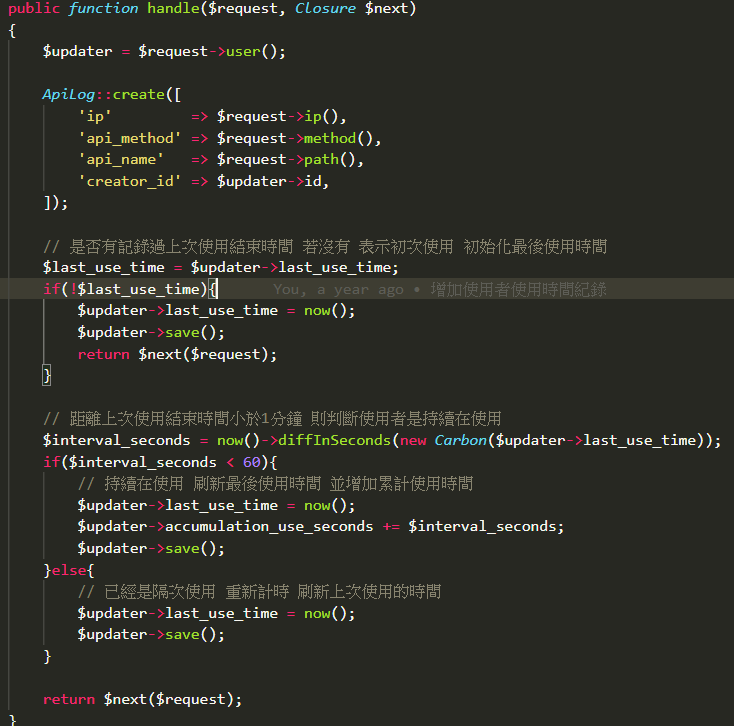 public function handle($request, Closure $next)
{
    $updater = $request->user();
    ApiLog::create([
        'ip'         => $request->ip(),
        'api_method' => $request->method(),
        'api_name'   => $request->path(),
        'creator_id' => $updater->id,
    ]);
    // 是否有記錄過上次使用結束時間 若沒有 表示初次使用 初始化最後使用時間
    $last_use_time = $updater->last_use_time;
    if(!$last_use_time){      You, a year ago • 增加使用者使用時間紀錄
        $updater->last_use_time = now();
        $updater->save();
        return $next($request);
    }
    // 距離上次使用結束時間小於1分鐘 則判斷使用者是持續在使用
    $interval_seconds = now()->diffInSeconds(new Carbon($updater->last_use_time));
    if($interval_seconds < 60){
        // 持續在使用 刷新最後使用時間 並增加累計使用時間
        $updater->last_use_time = now();
        $updater->accumulation_use_seconds += $interval_seconds;
        $updater->save();
    }else{
        // 已經是隔次使用 重新計時 刷新上次使用的時間
        $updater->last_use_time = now();
        $updater->save();
    }
    return $next($request);
}